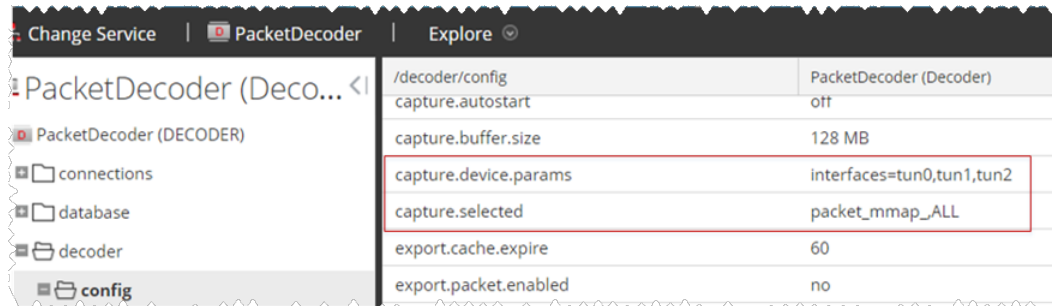 Change Service | PacketDecoder | Explore
PacketDecoder (Deco...
PacketDecoder (DECODER)
connections
database
decoder
config
/decoder/config PacketDecoder (Decoder)
capture.autostart off
capture.buffer.size 128 MB
capture.device.params interfaces=tun0,tun1,tun2
capture.selected packet_mmap_,ALL
export.cache.expire 60
export.packet.enabled no